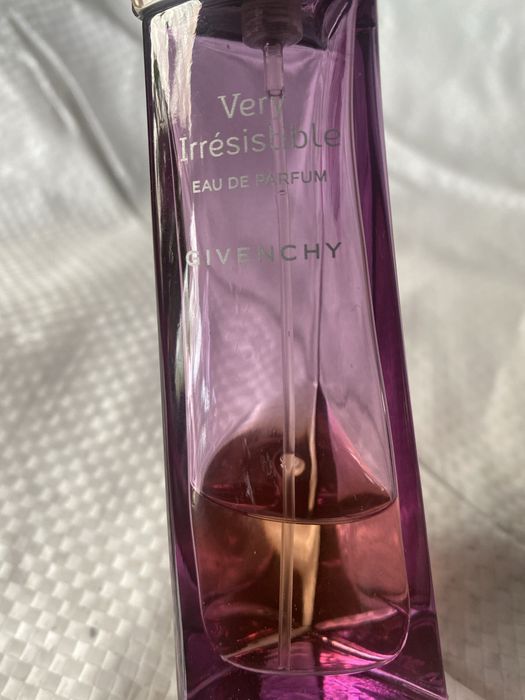 Very
Irrésistible
EAU DE PARFUM
GIVENCHY